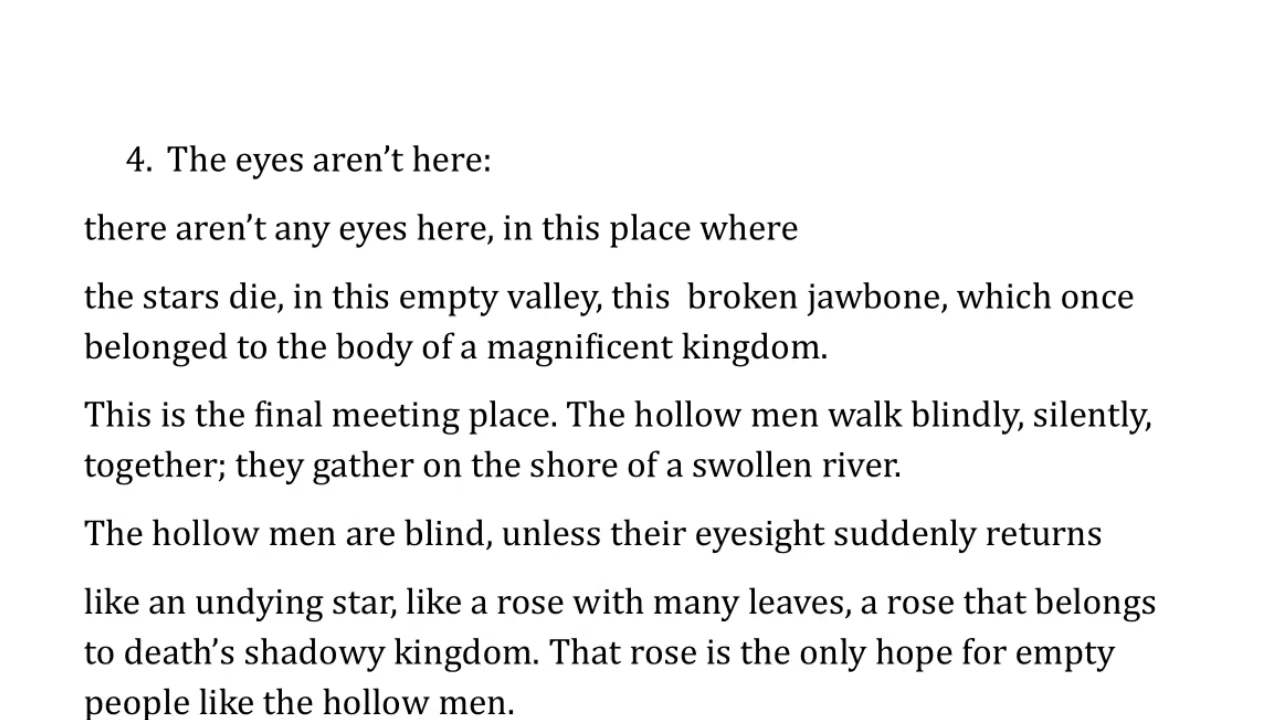 4. The eyes aren’t here:
there aren’t any eyes here, in this place where
the stars die, in this empty valley, this  broken jawbone, which once
belonged to the body of a magnificent kingdom.
This is the final meeting place. The hollow men walk blindly, silently,
together; they gather on the shore of a swollen river.
The hollow men are blind, unless their eyesight suddenly returns
like an undying star, like a rose with many leaves, a rose that belongs
to death’s shadowy kingdom. That rose is the only hope for empty
people like the hollow men.